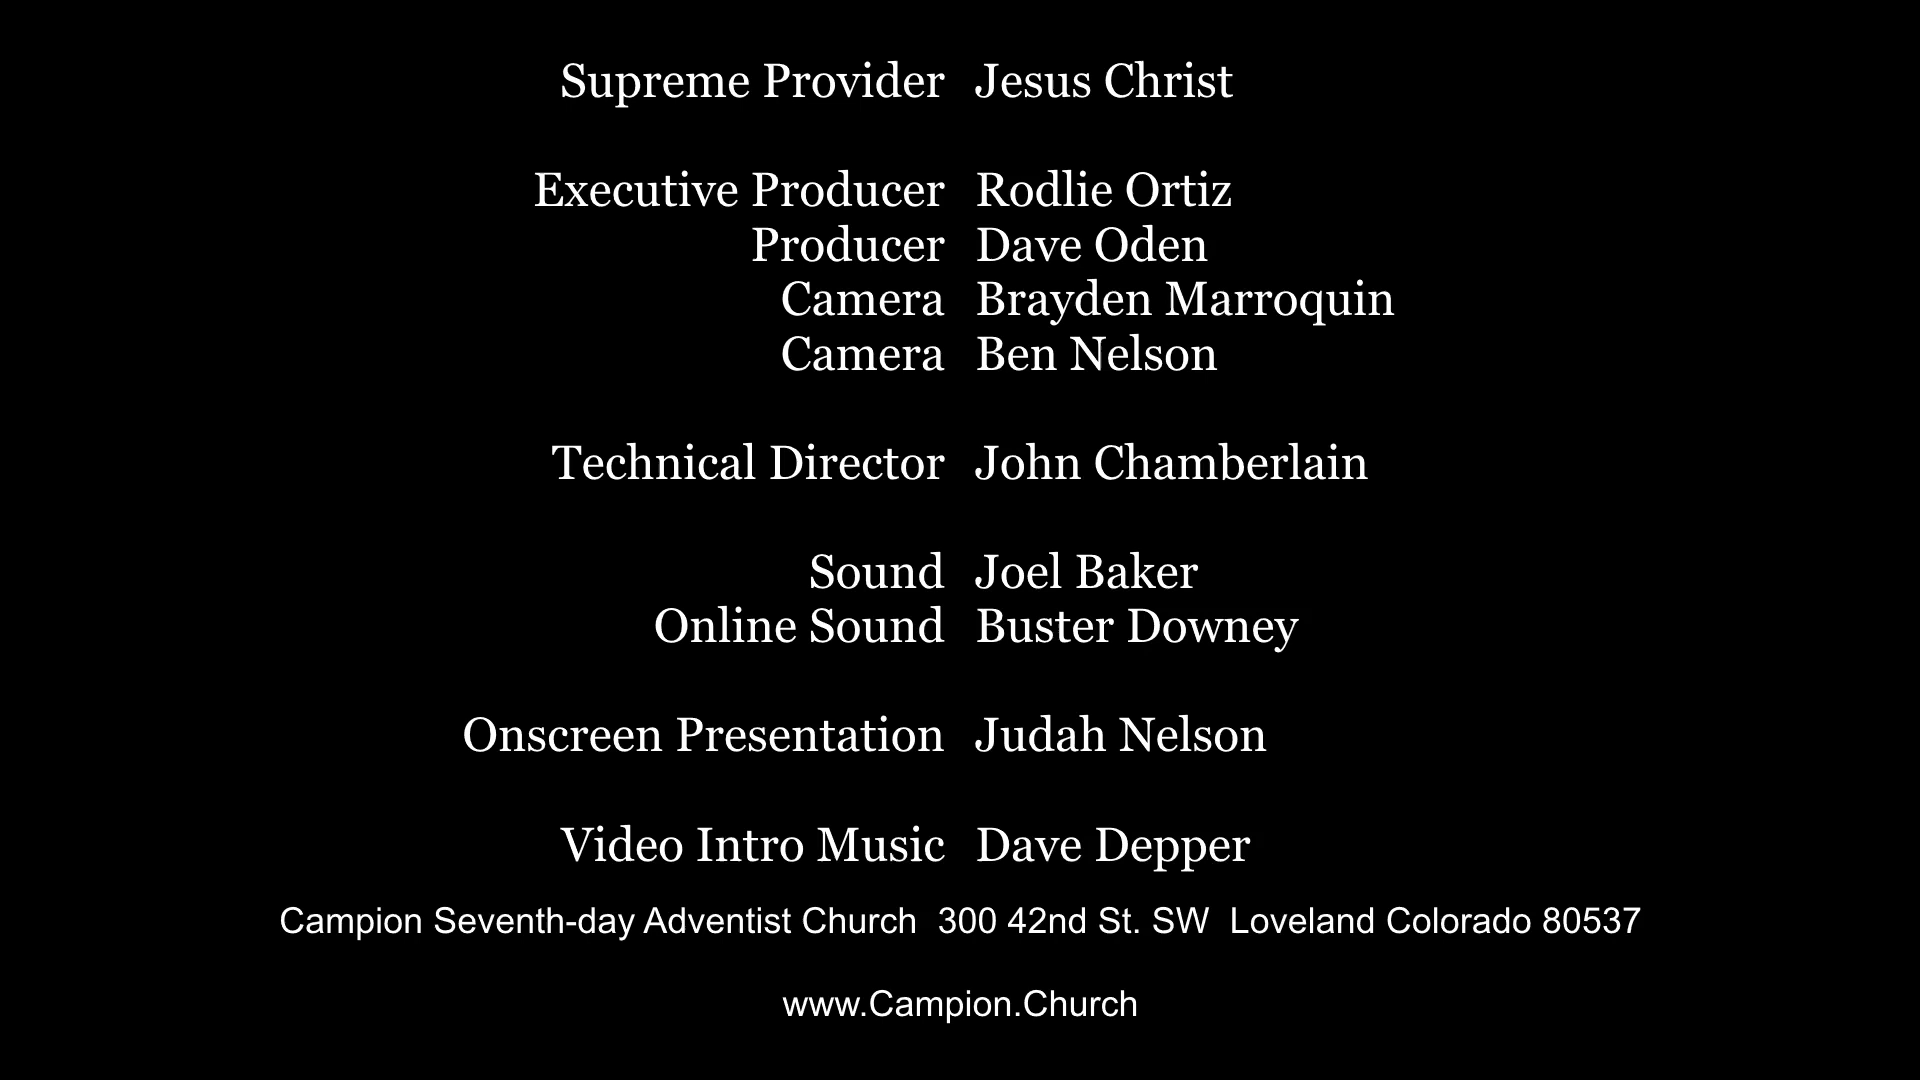 Supreme Provider Jesus Christ
Executive Producer Rodlie Ortiz
Producer Dave Oden
Camera Brayden Marroquin
Camera Ben Nelson
Technical Director John Chamberlain
Sound Joel Baker
Online Sound Buster Downey
Onscreen Presentation Judah Nelson
Video Intro Music Dave Depper
Campion Seventh-day Adventist Church 300 42nd St. SW Loveland Colorado 80537
www.Campion.Church